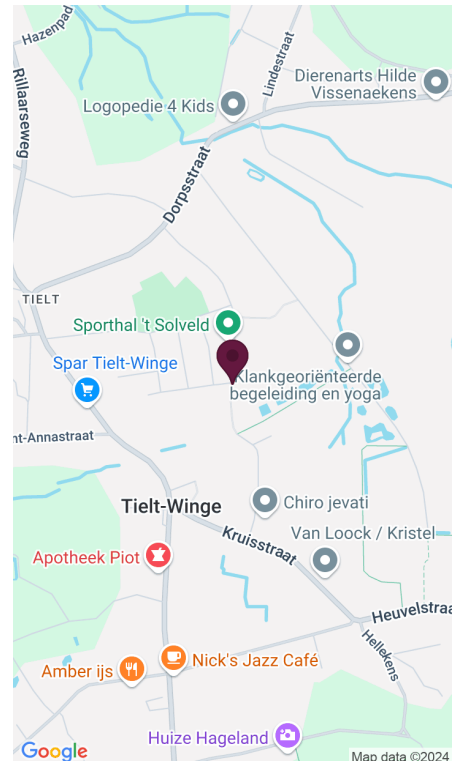 Hazenpad
Rillaarseweg
Lindestraat
Dierenarts Hilde
Vissenaekens
Logopedie 4 Kids
Dorpsstraat
TIELT
Sporthal 't Solveld
Spar Tielt-Winge
Klankgeoriënteerde
begeleiding en yoga
nt-Annastraat
Tielt-Winge
Chiro jevati
Kruisstraat
Van Loock / Kristel
Apotheek Piot
Heuvelstraa
Hellekens
Nick's Jazz Café
Amber ijs
Huize Hageland
Google
Map data ©2024